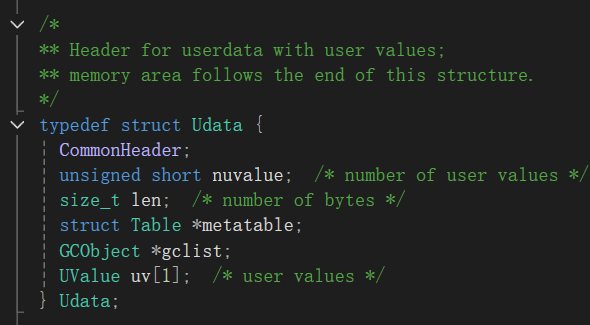 /*
** Header for userdata with user values;
** memory area follows the end of this structure.
*/
typedef struct Udata {
CommonHeader;
unsigned short nuvalue; /* number of user values */
size_t len; /* number of bytes */
struct Table *metatable;
GCObject *gclist;
UValue uv[1]; /* user values */
} Udata;